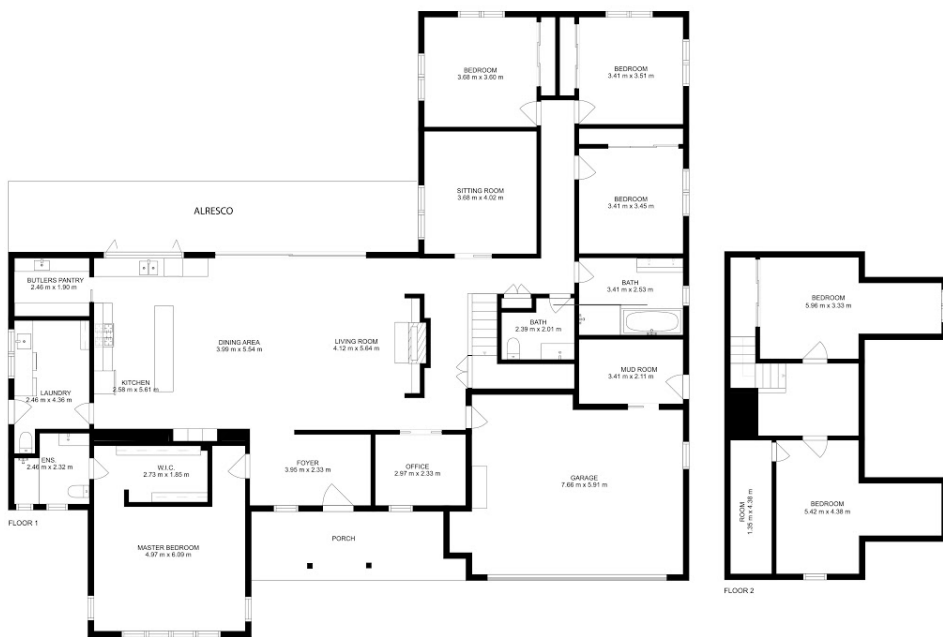 BEDROOM
3.68 m x 3.60 m
BEDROOM
3.41 m x 3.51 m
SITTING ROOM
3.68 m x 4.02 m
BEDROOM
3.41 m x 3.45 m
ALRESCO
BUTLERS PANTRY
2.46 m x 1.90 m
BATH
3.41 m x 2.53 m
BATH
2.39 m x 2.01 m
DINING AREA
3.99 m x 5.54 m
LIVING ROOM
4.12 m x 5.64 m
KITCHEN
2.58 m x 5.61 m
LAUNDRY
2.46 m x 4.36 m
MUD ROOM
3.41 m x 2.11 m
ENS.
2.46 m x 2.32 m
W.I.C.
2.73 m x 1.85 m
FOYER
3.95 m x 2.33 m
OFFICE
2.97 m x 2.33 m
GARAGE
7.66 m x 5.91 m
FLOOR 1
PORCH
MASTER BEDROOM
4.97 m x 6.09 m
BEDROOM
5.96 m x 3.33 m
BEDROOM
5.42 m x 4.38 m
ROOM
1.35 m x 4.38 m
FLOOR 2